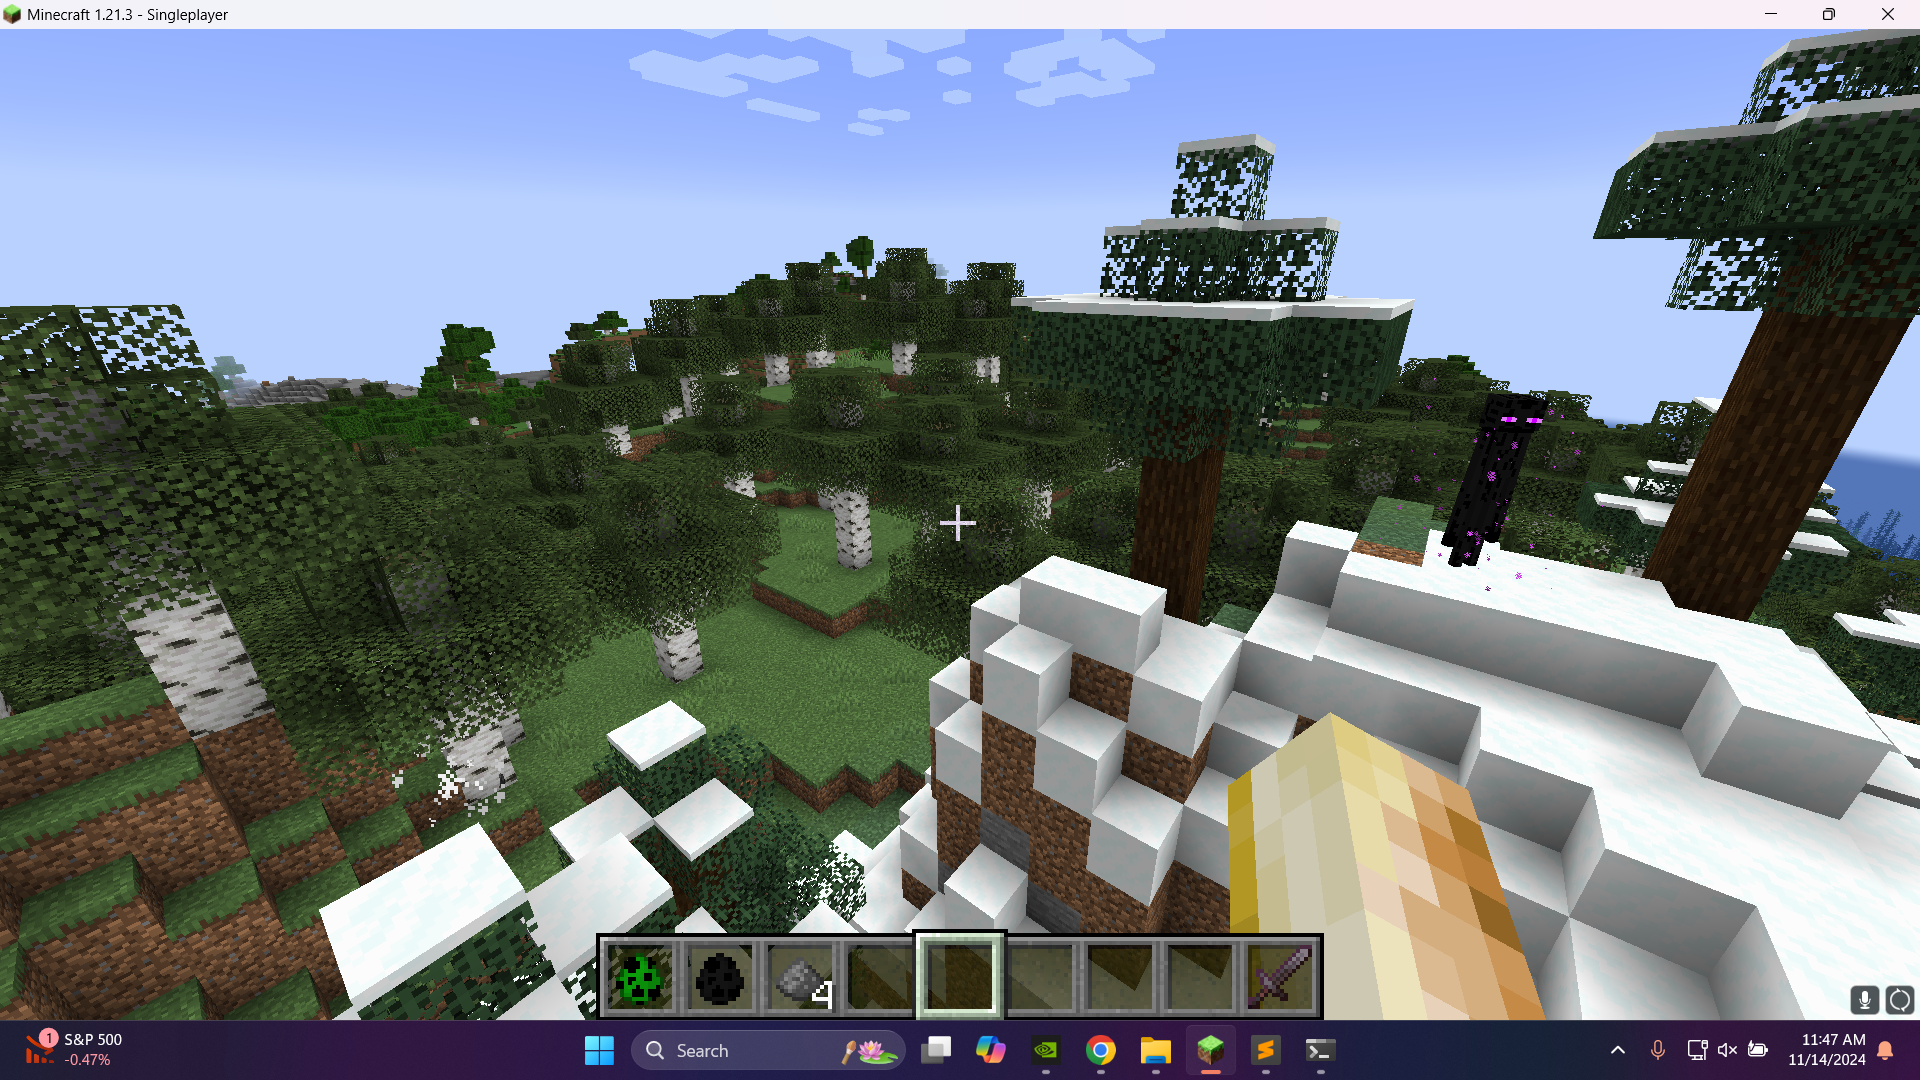 Minecraft 1.21.3 - Singleplayer
4
1
S&P 500
-0.47%
Search
11:47 AM
11/14/2024